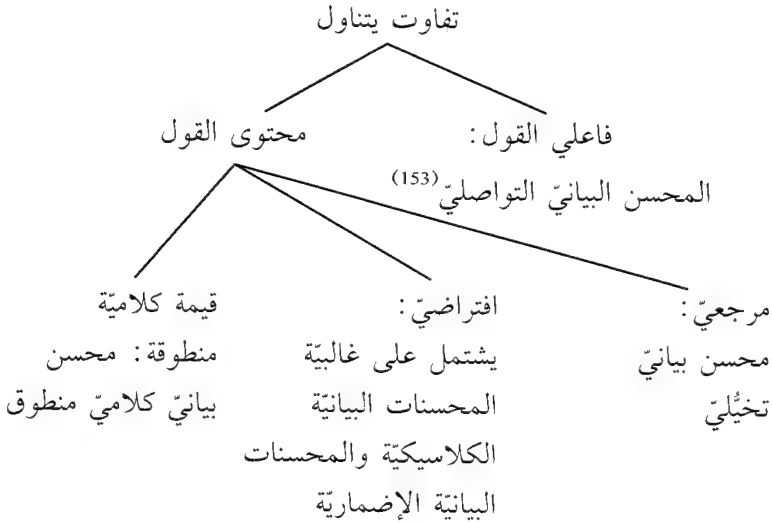 تفاوت يتناول
فاعلي القول:
المحسن البيانيّ التواصليّ(153)
محتوى القول
مرجعيّ:
محسن بيانيّ
تخيُّليّ
افتراضيّ:
يشتمل على غالبيّة
المحسنات البيانيّة
الكلاسيكيّة والمحسنات
البيانيّة الإضماريّة
قيمة كلاميّة
منطوقة: محسن
بيانيّ كلاميّ منطوق